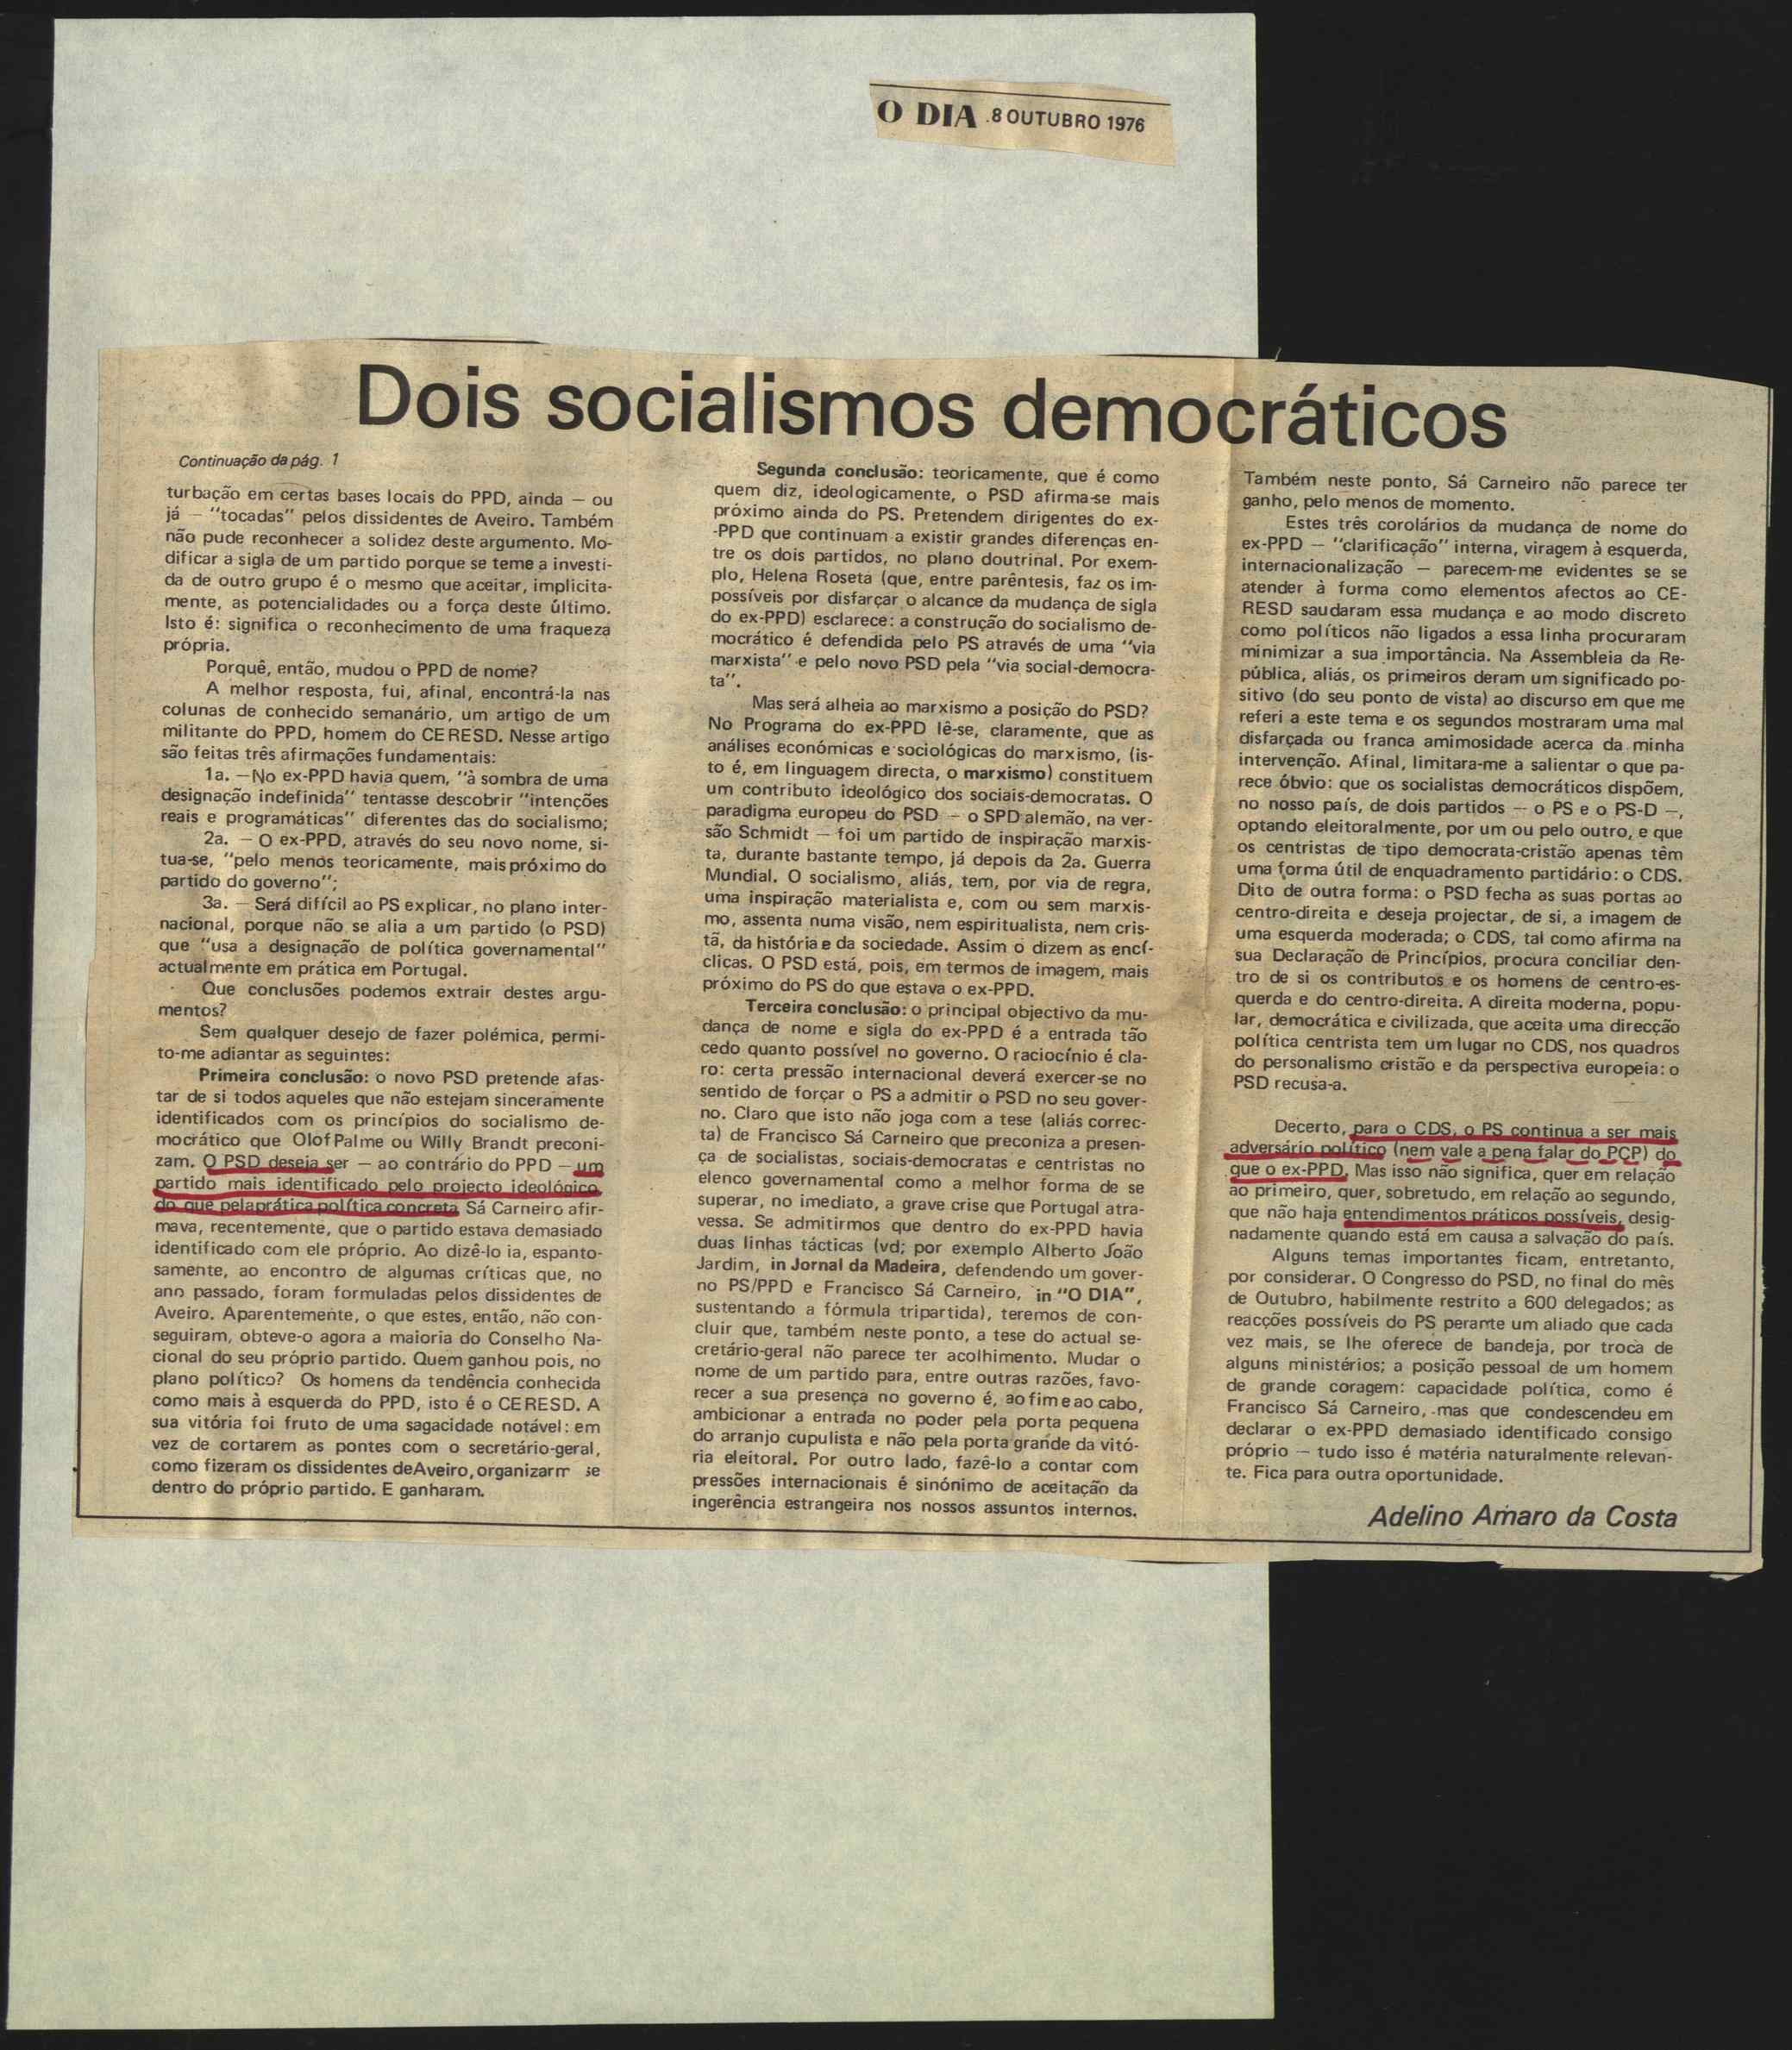 O DIA .8 OUTUBRO 1976
Dois socialismos democráticos
Continuação da pág. 1
turbação em certas bases locais do PPD, ainda — ou
já — "tocadas" pelos dissidentes de Aveiro. Também
não pude reconhecer a solidez deste argumento. Mo-
dificar a sigla de um partido porque se teme a investi-
da de outro grupo é o mesmo que aceitar, implicita-
mente, as potencialidades ou a força deste último.
Isto é: significa o reconhecimento de uma fraqueza
própria.
Porquê, então, mudou o PPD de nome?
A melhor resposta, fui, afinal, encontrá-la nas
colunas de conhecido semanário, um artigo de um
militante do PPD, homem do CERESD. Nesse artigo
são feitas três afirmações fundamentais:
1a. —No ex-PPD havia quem, "à sombra de uma
designação indefinida" tentasse descobrir "intenções
reais e programáticas" diferentes das do socialismo;
2a. — O ex-PPD, através do seu novo nome, si-
tua-se, "pelo menos teoricamente, mais próximo do
partido do governo";
3a. — Será difícil ao PS explicar, no plano inter-
nacional, porque não se alia a um partido (o PSD)
que "usa a designação de política governamental"
actualmente em prática em Portugal.
Que conclusões podemos extrair destes argu-
mentos?
Sem qualquer desejo de fazer polémica, permi-
to-me adiantar as seguintes:
Primeira conclusão: o novo PSD pretende afas-
tar de si todos aqueles que não estejam sinceramente
identificados com os princípios do socialismo de-
mocrático que Olof Palme ou Willy Brandt preconi-
zam. O PSD deseja ser — ao contrário do PPD — um
partido mais identificado pelo projecto ideológico
do que pela prática política concreta Sá Carneiro afir-
mava, recentemente, que o partido estava demasiado
identificado com ele próprio. Ao dizê-lo ia, espanto-
samente, ao encontro de algumas críticas que, no
ano passado, foram formuladas pelos dissidentes de
Aveiro. Aparentemente, o que estes, então, não con-
seguiram, obteve-o agora a maioria do Conselho Na-
cional do seu próprio partido. Quem ganhou pois, no
plano político? Os homens da tendência conhecida
como mais à esquerda do PPD, isto é o CERESD. A
sua vitória foi fruto de uma sagacidade notável: em
vez de cortarem as pontes com o secretário-geral,
como fizeram os dissidentes de Aveiro, se
dentro do próprio partido. E ganharam.
Segunda conclusão: teoricamente, que é como
quem diz, ideologicamente, o PSD afirma-se mais
próximo ainda do PS. Pretendem dirigentes do ex-
-PPD que continuam a existir grandes diferenças en-
tre os dois partidos, no plano doutrinal. Por exem-
plo, Helena Roseta (que, entre parêntesis, faz os im-
possíveis por disfarçar o alcance da mudança de sigla
do ex-PPD) esclarece: a construção do socialismo de-
mocrático é defendida pelo PS através de uma "via
marxista" e pelo novo PSD pela "via social-democra-
ta".
Mas será alheia ao marxismo a posição do PSD?
No Programa do ex-PPD lê-se, claramente, que as
análises económicas e sociológicas do marxismo, (is-
to é, em linguagem directa, o marxismo) constituem
um contributo ideológico dos sociais-democratas. O
paradigma europeu do PSD — o SPD alemão, na ver-
são Schmidt — foi um partido de inspiração marxis-
ta, durante bastante tempo, já depois da 2a. Guerra
Mundial. O socialismo, aliás, tem, por via de regra,
uma inspiração materialista e, com ou sem marxis-
mo, assenta numa visão, nem espiritualista, nem cris-
tã, da história e da sociedade. Assim o dizem as encí-
clicas. O PSD está, pois, em termos de imagem, mais
próximo do PS do que estava o ex-PPD.
Terceira conclusão: o principal objectivo da mu-
dança de nome e sigla do ex-PPD é a entrada tão
cedo quanto possível no governo. O raciocínio é cla-
ro: certa pressão internacional deverá exercer-se no
sentido de forçar o PS a admitir o PSD no seu gover-
no. Claro que isto não joga com a tese (aliás correc-
ta) de Francisco Sá Carneiro que preconiza a presen-
ça de socialistas, sociais-democratas e centristas no
elenco governamental como a melhor forma de se
superar, no imediato, a grave crise que Portugal atra-
vessa. Se admitirmos que dentro do ex-PPD havia
duas linhas tácticas (vd; por exemplo Alberto João
Jardim, in Jornal da Madeira, defendendo um gover-
no PS/PPD e Francisco Sá Carneiro, in "O DIA",
sustentando a fórmula tripartida), teremos de con-
cluir que, também neste ponto, a tese do actual se-
cretário-geral não parece ter acolhimento. Mudar o
nome de um partido para, entre outras razões, favo-
recer a sua presença no governo é, ao fim e ao cabo,
ambicionar a entrada no poder pela porta pequena
do arranjo cupulista e não pela porta grande da vitó-
ria eleitoral. Por outro lado, fazê-lo a contar com
pressões internacionais é sinónimo de aceitação da
ingerência estrangeira nos nossos assuntos internos.
Também neste ponto, Sá Carneiro não parece ter
ganho, pelo menos de momento.
Estes três corolários da mudança de nome do
ex-PPD — "clarificação" interna, viragem à esquerda,
internacionalização — parecem-me evidentes se se
atender à forma como elementos afectos ao CE-
RESD saudaram essa mudança e ao modo discreto
como políticos não ligados a essa linha procuraram
minimizar a sua importância. Na Assembleia da Re-
pública, aliás, os primeiros deram um significado po-
sitivo (do seu ponto de vista) ao discurso em que me
referi a este tema e os segundos mostraram uma mal
disfarçada ou franca amimosidade acerca da minha
intervenção. Afinal, limitara-me a salientar o que pa-
rece óbvio: que os socialistas democráticos dispõem,
no nosso país, de dois partidos — o PS e o PS-D —,
optando eleitoralmente, por um ou pelo outro, e que
os centristas de tipo democrata-cristão apenas têm
uma forma útil de enquadramento partidário: o CDS.
Dito de outra forma: o PSD fecha as suas portas ao
centro-direita e deseja projectar, de si, a imagem de
uma esquerda moderada; o CDS, tal como afirma na
sua Declaração de Princípios, procura conciliar den-
tro de si os contributos e os homens de centro-es-
querda e do centro-direita. A direita moderna, popu-
lar, democrática e civilizada, que aceita uma direcção
política centrista tem um lugar no CDS, nos quadros
do personalismo cristão e da perspectiva europeia: o
PSD recusa-a.
Decerto, para o CDS, o PS continua a ser mais
adversário político (nem vale a pena falar do PCP) do
que o ex-PPD. Mas isso não significa, quer em relação
ao primeiro, quer, sobretudo, em relação ao segundo,
que não haja entendimentos práticos possíveis, desig-
nadamente quando está em causa a salvação do país.
Alguns temas importantes ficam, entretanto,
por considerar. O Congresso do PSD, no final do mês
de Outubro, habilmente restrito a 600 delegados; as
reacções possíveis do PS perante um aliado que cada
vez mais, se lhe oferece de bandeja, por troca de
alguns ministérios; a posição pessoal de um homem
de grande coragem: capacidade política, como é
Francisco Sá Carneiro, mas que condescendeu em
declarar o ex-PPD demasiado identificado consigo
próprio — tudo isso é matéria naturalmente relevan-
te. Fica para outra oportunidade.
Adelino Amaro da Costa